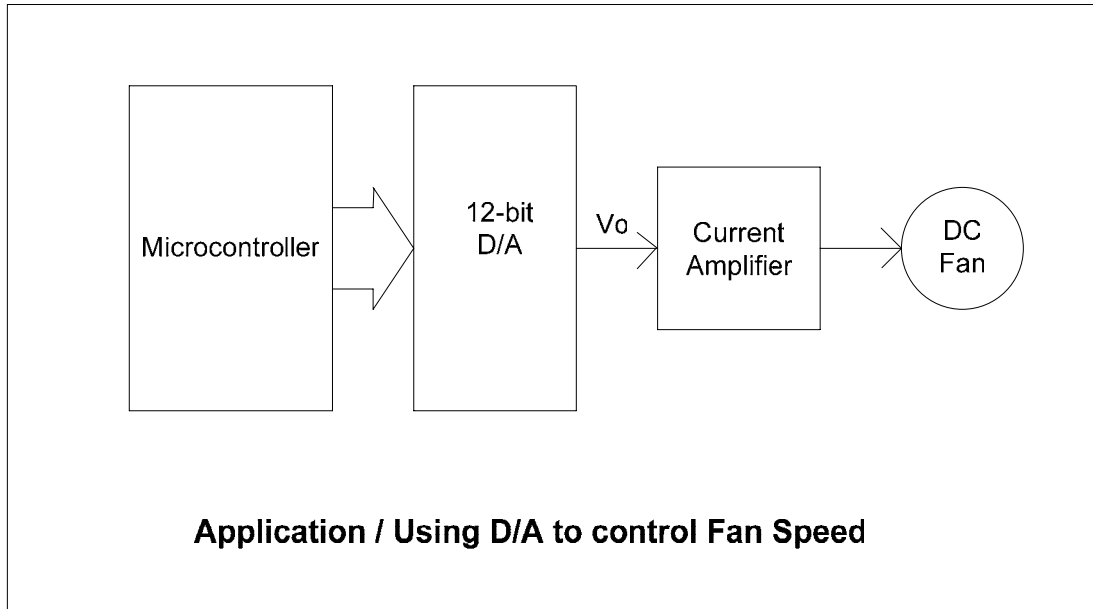 Microcontroller
12-bit
D/A
Vo
Current
Amplifier
DC
Fan
Application / Using D/A to control Fan Speed